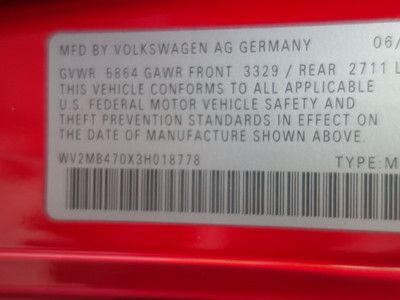 MFD BY VOLKSWAGEN AG GERMANY 06/
GVWR 5864 GAWR FRONT 3329 / REAR 2711 L
THIS VEHICLE CONFORMS TO ALL APPLICABLE
U.S. FEDERAL MOTOR VEHICLE SAFETY AND
THEFT PREVENTION STANDARDS IN EFFECT ON
THE DATE OF MANUFACTURE SHOWN ABOVE.
WV2MB470X3H018778 TYPE:M